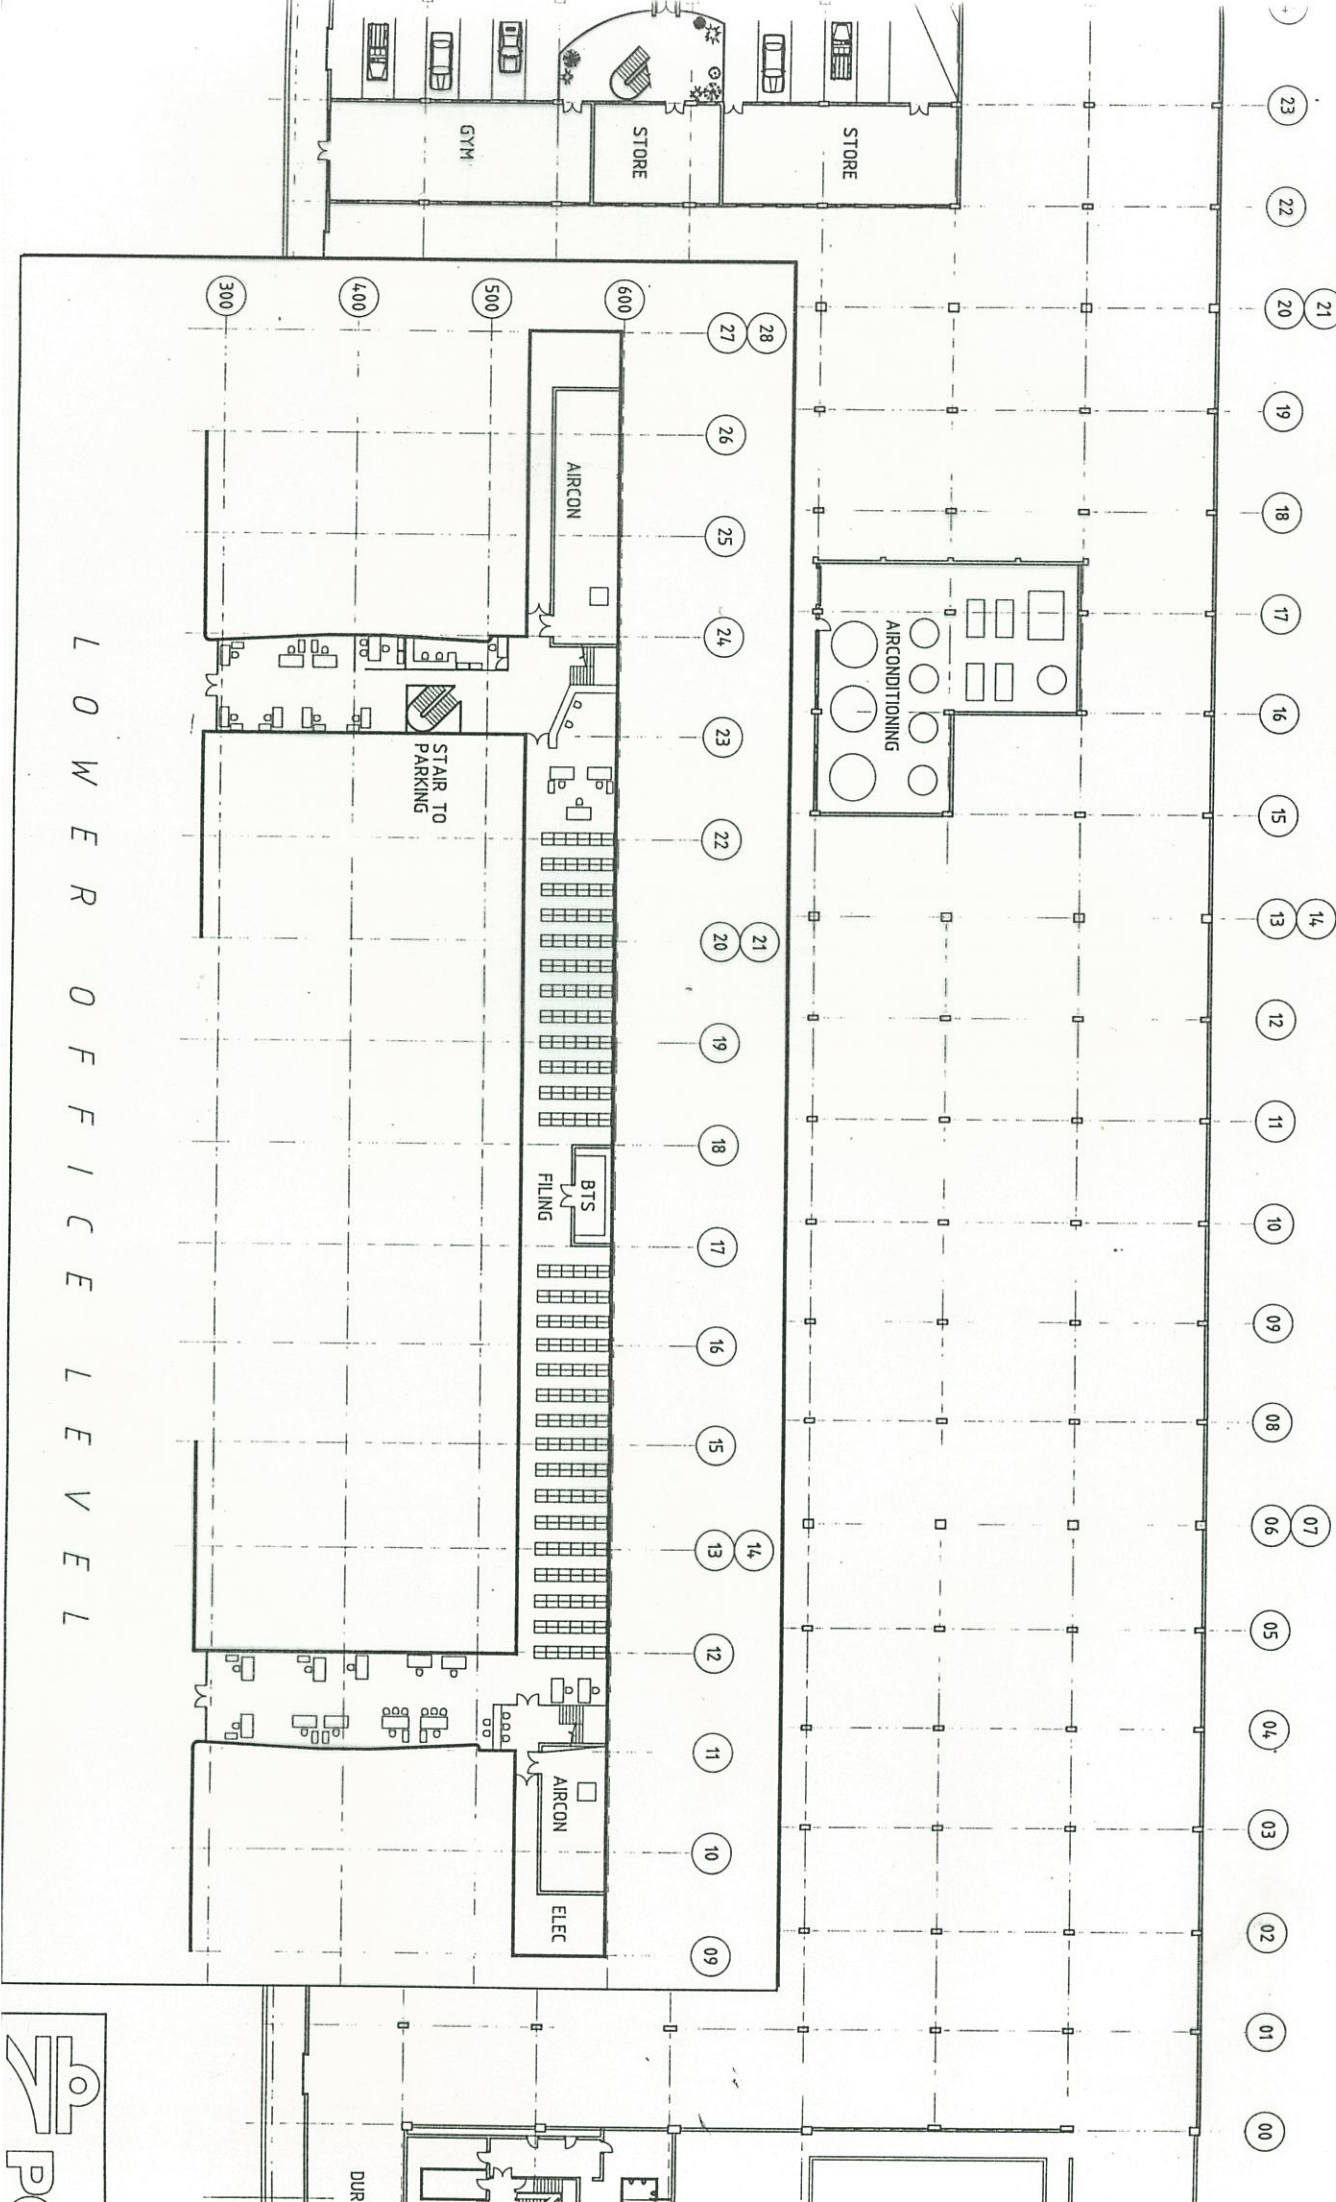 21 14 07
23 22 20 19 18 17 16 15 13 12 11 10 09 08 06 05 04 03 02 01 00
AIRCONDITIONING
STORE
STORE
GYM
28 21 14
27 26 25 24 23 22 20 19 18 17 16 15 13 12 11 10 09
600
500
400
300
AIRCON
BTS
FILING
AIRCON
ELEC
STAIR TO
PARKING
DUR
LOWER OFFICE LEVEL